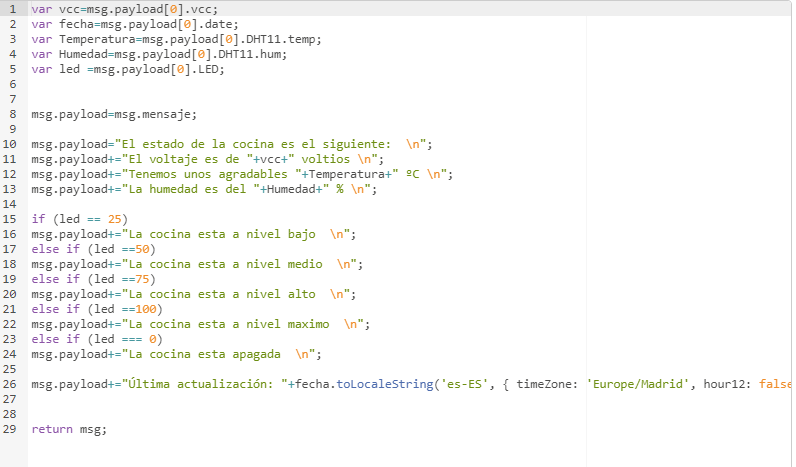 1 var vcc=msg.payload[0].vcc;
2 var fecha=msg.payload[0].date;
3 var Temperatura=msg.payload[0].DHT11.temp;
4 var Humedad=msg.payload[0].DHT11.hum;
5 var led =msg.payload[0].LED;
6
7
8 msg.payload=msg.mensaje;
9
10 msg.payload="El estado de la cocina es el siguiente:  \n";
11 msg.payload+="El voltaje es de "+vcc+" voltios \n";
12 msg.payload+="Tenemos unos agradables "+Temperatura+" ºC \n";
13 msg.payload+="La humedad es del "+Humedad+" % \n";
14
15 if (led == 25)
16 msg.payload+="La cocina esta a nivel bajo  \n";
17 else if (led ==50)
18 msg.payload+="La cocina esta a nivel medio  \n";
19 else if (led ==75)
20 msg.payload+="La cocina esta a nivel alto  \n";
21 else if (led ==100)
22 msg.payload+="La cocina esta a nivel maximo  \n";
23 else if (led === 0)
24 msg.payload+="La cocina esta apagada  \n";
25
26 msg.payload+="Última actualización: "+fecha.toLocaleString('es-ES', { timeZone: 'Europe/Madrid', hour12: false
27
28
29 return msg;